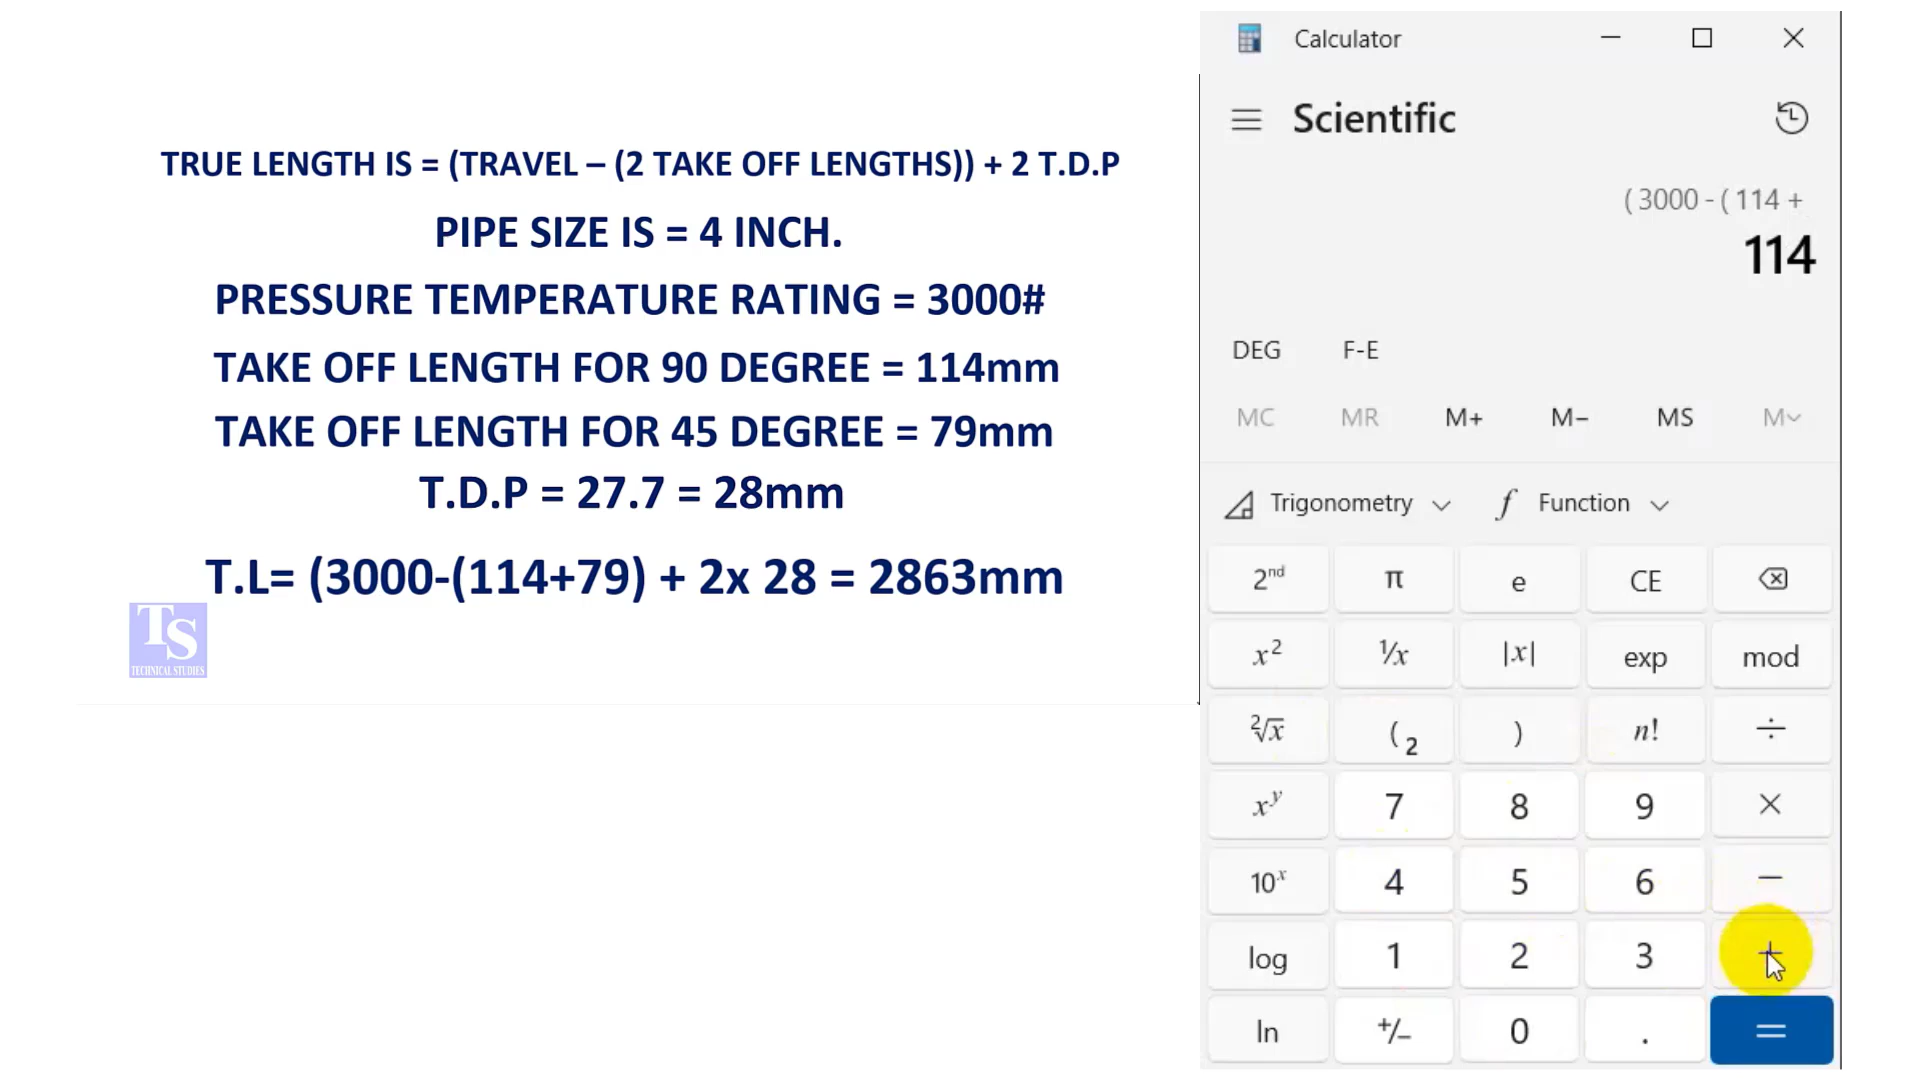 TRUE LENGTH IS = (TRAVEL – (2 TAKE OFF LENGTHS)) + 2 T.D.P
PIPE SIZE IS = 4 INCH.
PRESSURE TEMPERATURE RATING = 3000#
TAKE OFF LENGTH FOR 90 DEGREE = 114mm
TAKE OFF LENGTH FOR 45 DEGREE = 79mm
T.D.P = 27.7 = 28mm
T.L= (3000-(114+79) + 2x 28 = 2863mm
TS
TECHNICAL STUDIES
Calculator
Scientific
( 3000 - ( 114 +
114
DEG F-E
MC MR M+ M− MS M˅
Trigonometry f Function
2nd π e CE
x² ¹/x |x| exp mod
²√x ( 2 ) n! ÷
xʸ 7 8 9 ×
10ˣ 4 5 6 −
log 1 2 3 +
ln +/− 0 . =